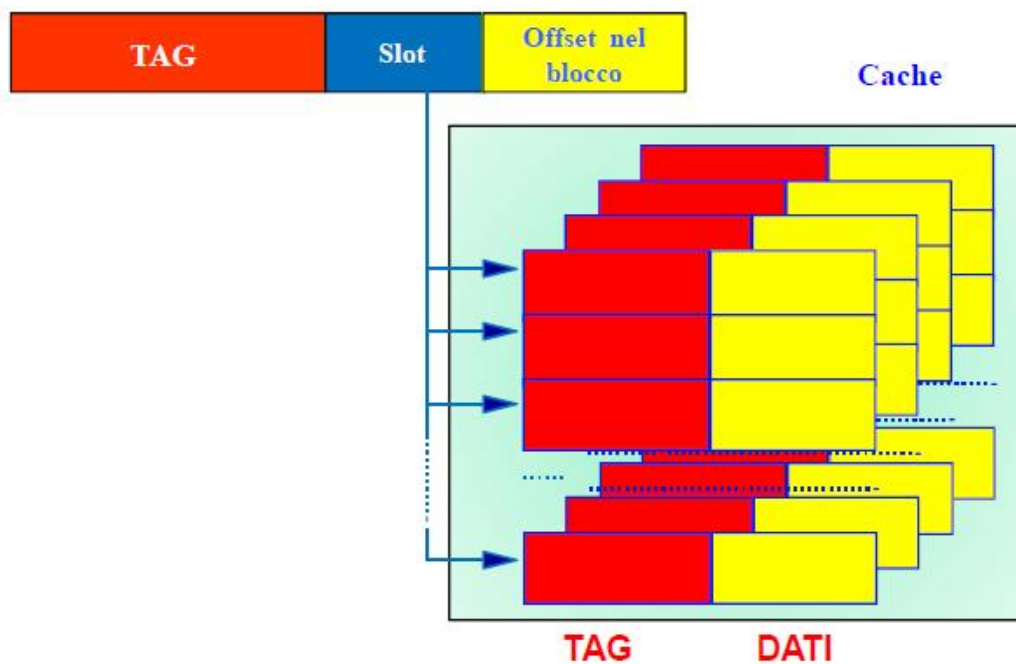 TAG
Slot
Offset nel
blocco
Cache
TAG
DATI